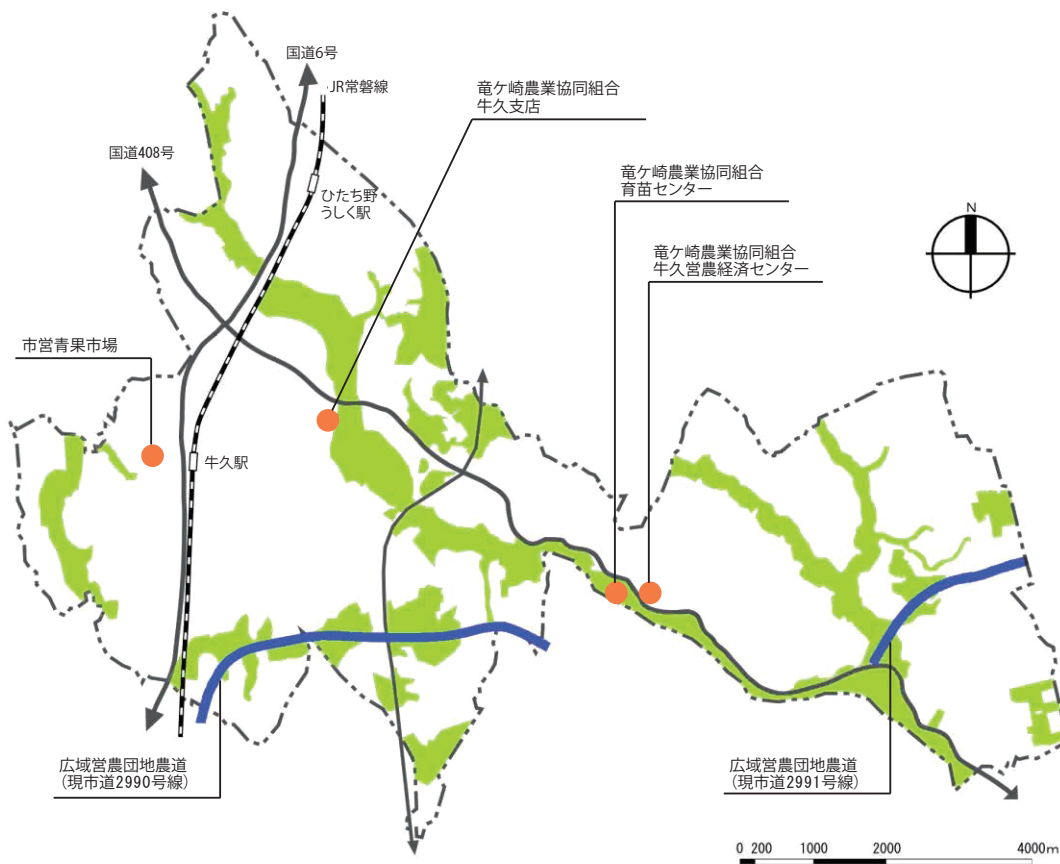 国道6号
JR常磐線
竜ケ崎農業協同組合
牛久支店
国道408号
竜ケ崎農業協同組合
育苗センター
ひたち野
うしく駅
N
竜ケ崎農業協同組合
牛久営農経済センター
市営青果市場
牛久駅
広域営農団地農道
(現市道2990号線)
広域営農団地農道
(現市道2991号線)
0 200 1000 2000 4000m